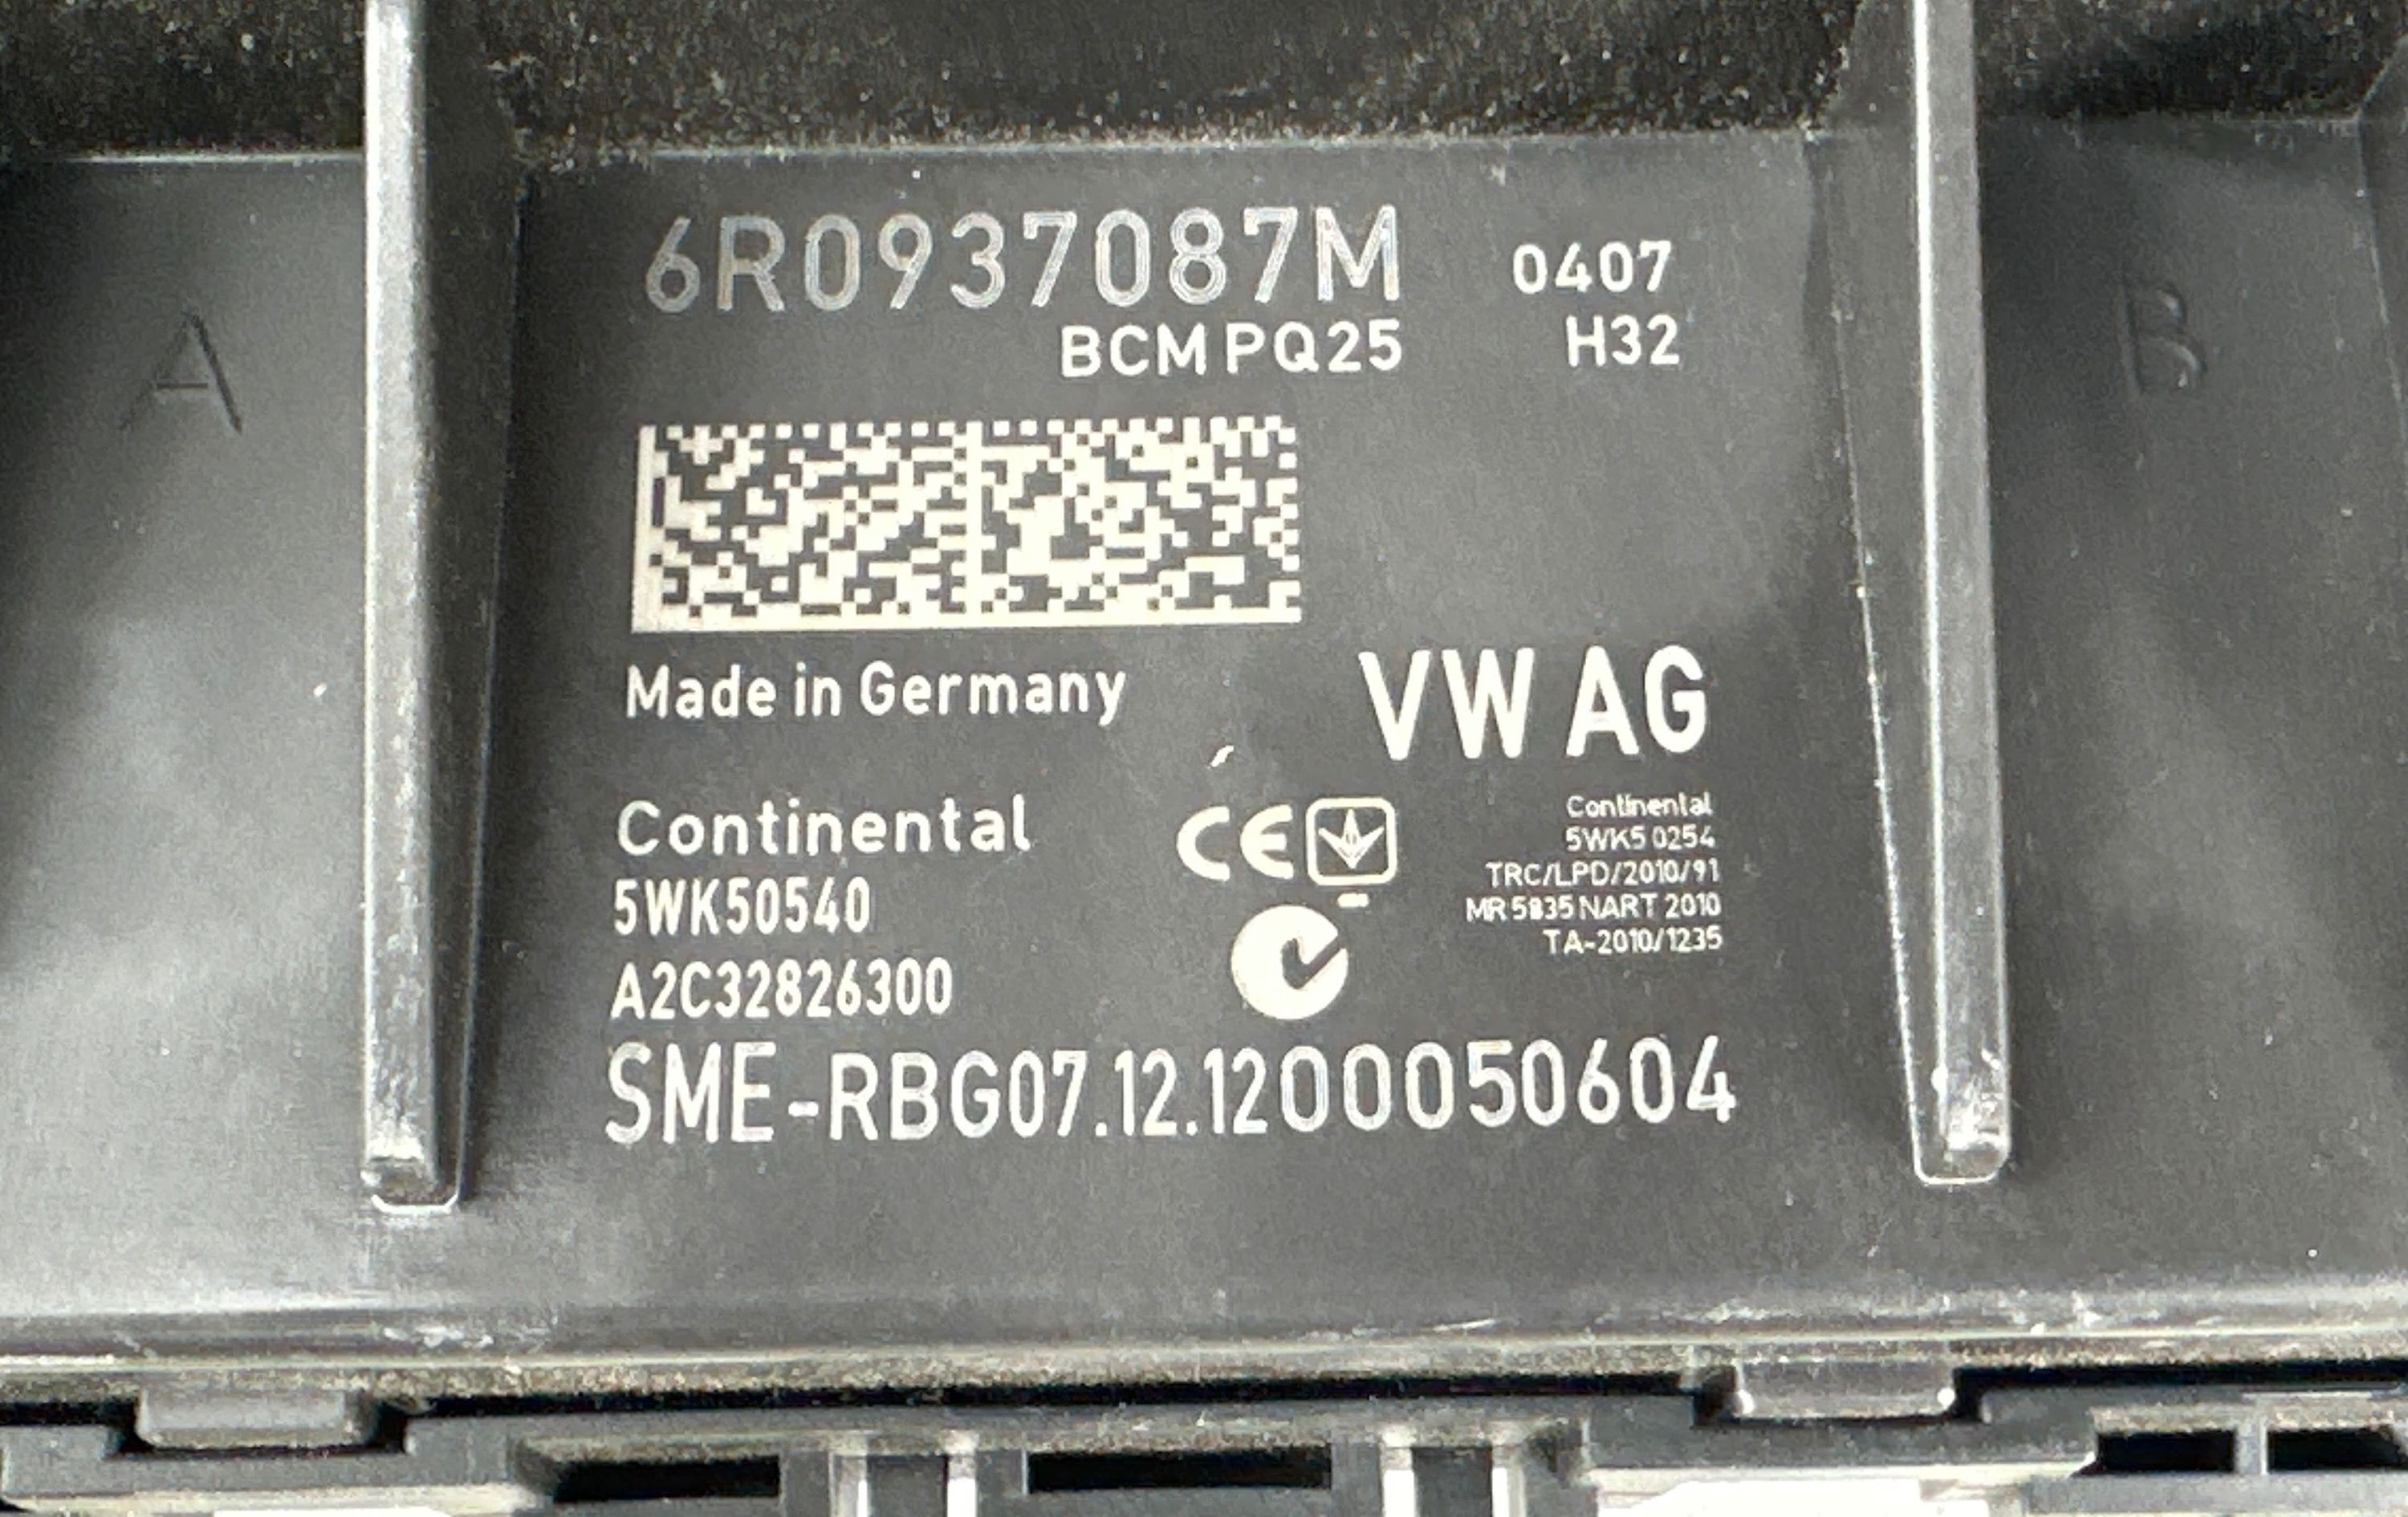 6R0937087M 0407
BCM PQ25 H32
A
B
Made in Germany
VW AG
Continental
5WK50540
A2C32826300
CE
Continental
5WK5 0254
TRC/LPD/2010/91
MR 5835 NART 2010
TA-2010/1235
SME-RBG07.12.1200050604